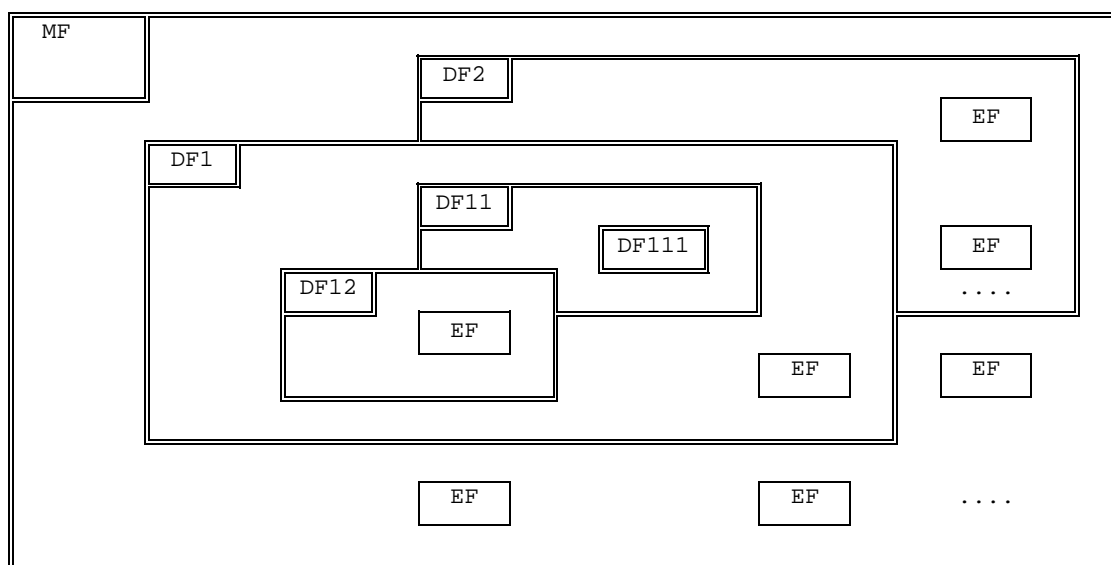 MF
DF2
EF
DF1
DF11
DF111
EF
DF12
....
EF
EF
EF
EF
EF
....